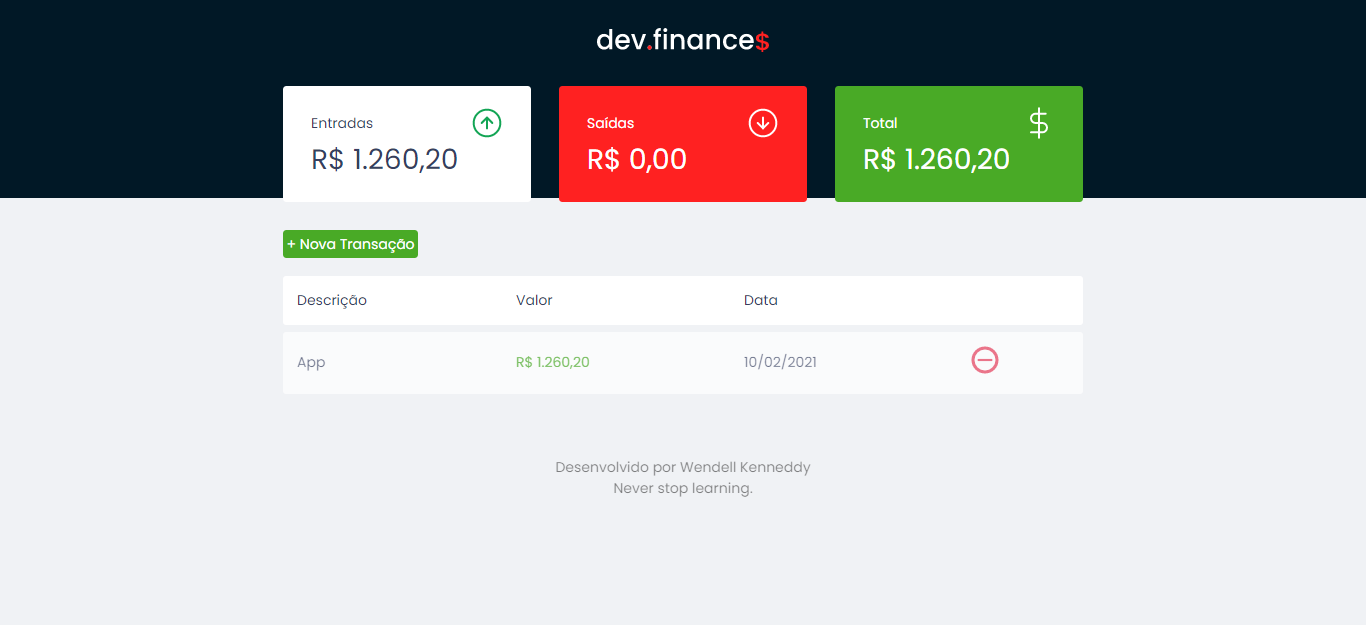 dev.finance$
Entradas
R$ 1.260,20
Saídas
R$ 0,00
Total
$
R$ 1.260,20
+ Nova Transação
Descrição Valor Data
App R$ 1.260,20 10/02/2021
Desenvolvido por Wendell Kenneddy
Never stop learning.